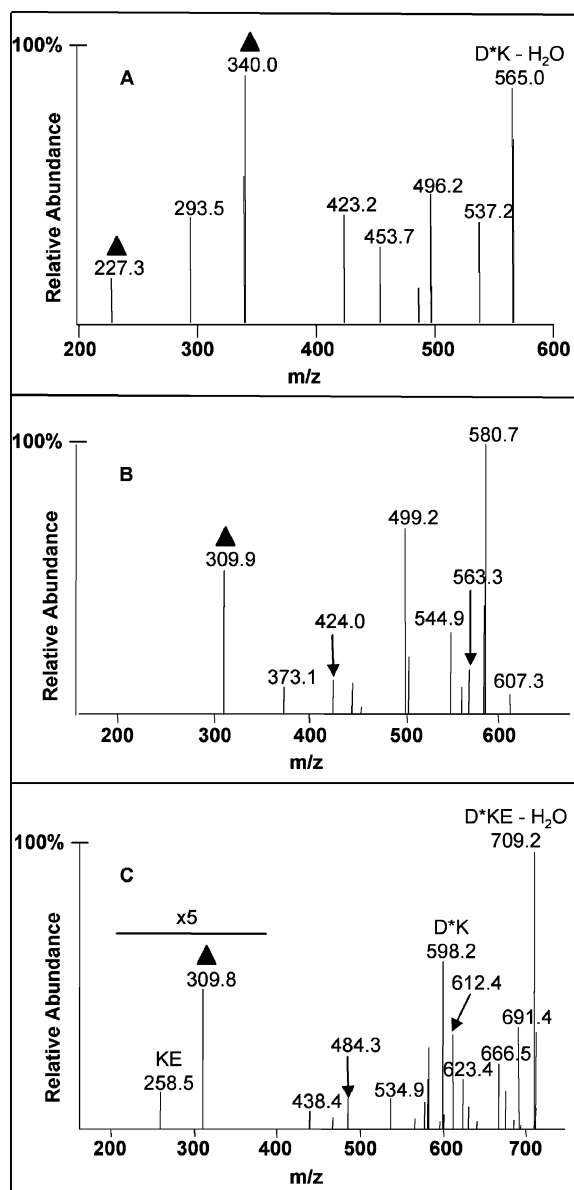 100%
A
340.0
D*K - H₂O
565.0
Relative Abundance
227.3
293.5
423.2
453.7
496.2
537.2
200 300 400 500 600
m/z
100%
B
580.7
499.2
Relative Abundance
309.9
563.3
424.0
544.9
373.1
607.3
200 300 400 500 600
m/z
D*KE - H₂O
709.2
100%
C
x5
D*K
598.2
Relative Abundance
309.8
612.4
KE
258.5
484.3
691.4
666.5
623.4
534.9
438.4
200 300 400 500 600 700
m/z